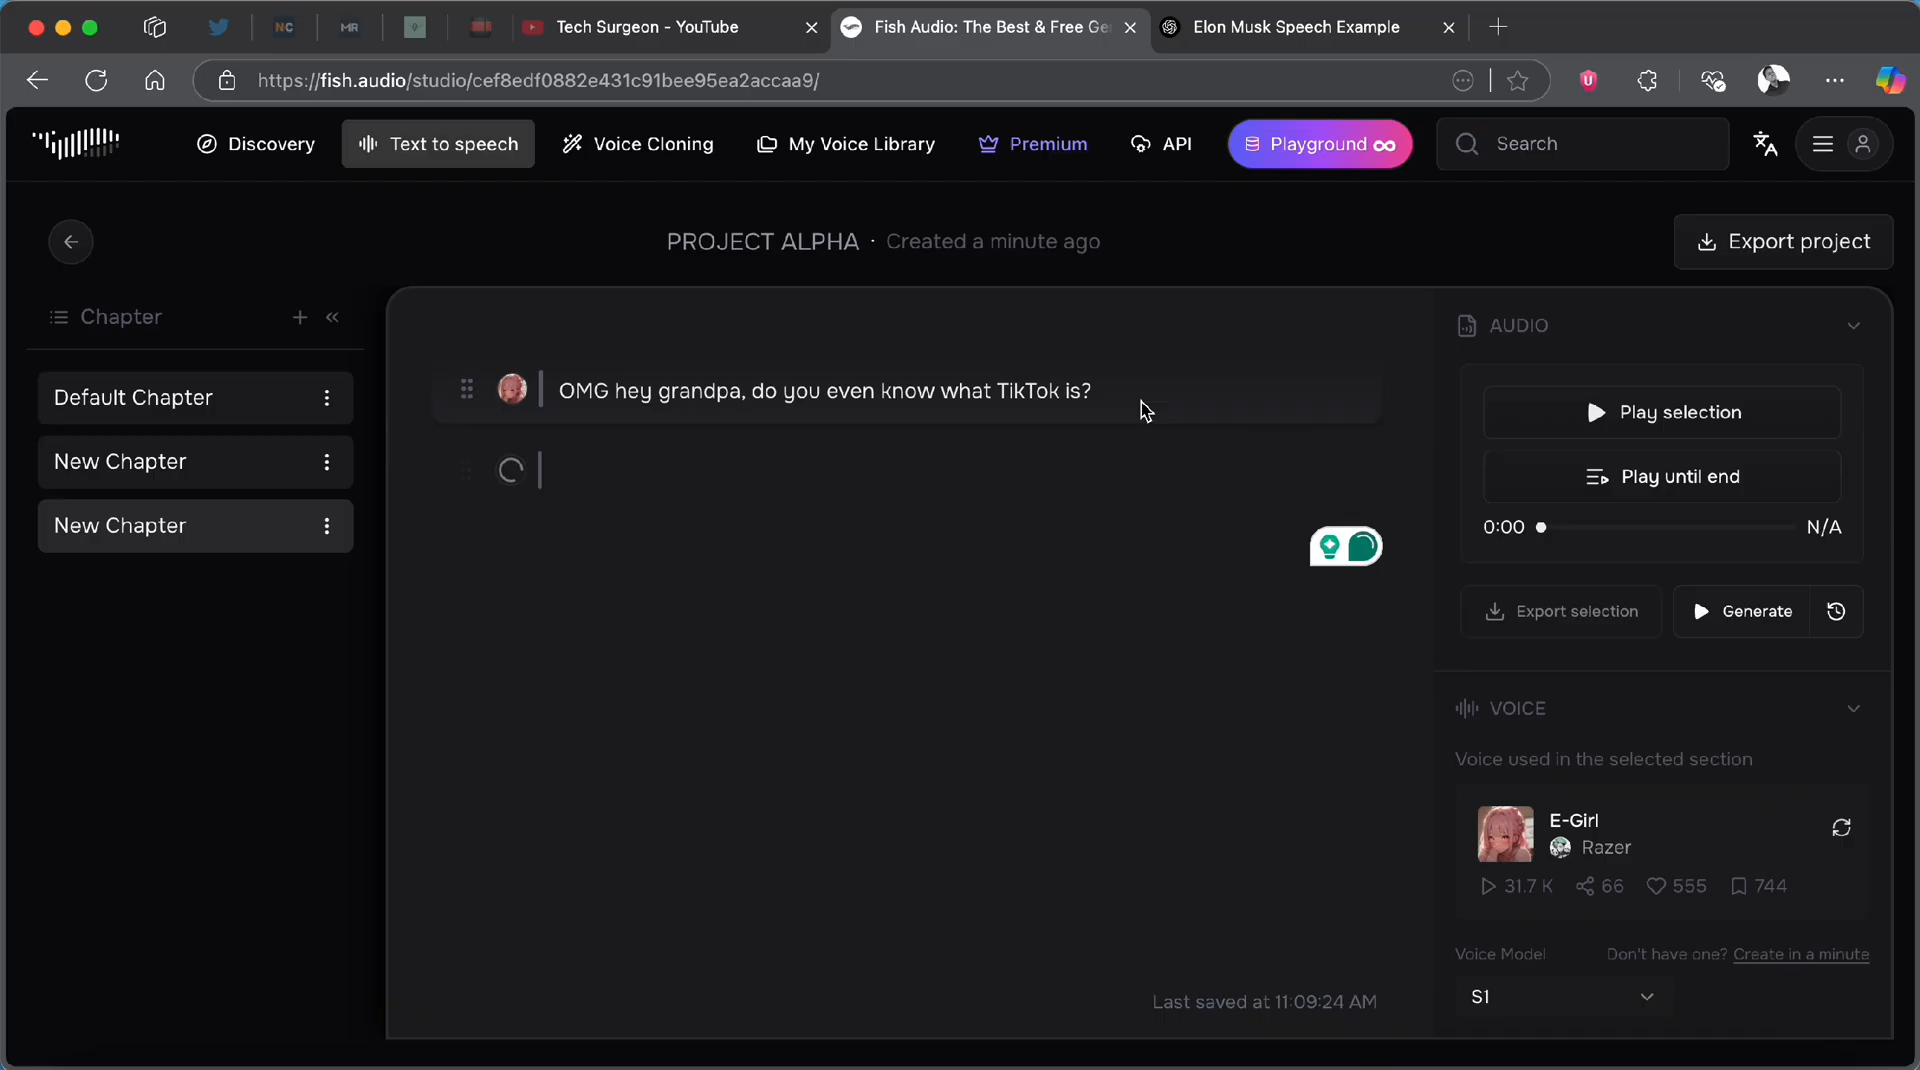 NC
MR
Tech Surgeon - YouTube
Fish Audio: The Best & Free Ge
Elon Musk Speech Example
https://fish.audio/studio/cef8edf0882e431c91bee95ea2accaa9/
Discovery
Text to speech
Voice Cloning
My Voice Library
Premium
API
Playground
Search
PROJECT ALPHA · Created a minute ago
Export project
Chapter
Default Chapter
New Chapter
New Chapter
OMG hey grandpa, do you even know what TikTok is?
Last saved at 11:09:24 AM
AUDIO
Play selection
Play until end
0:00
N/A
Export selection
Generate
VOICE
Voice used in the selected section
E-Girl
Razer
31.7 K
66
555
744
Voice Model
Don't have one? Create in a minute
S1